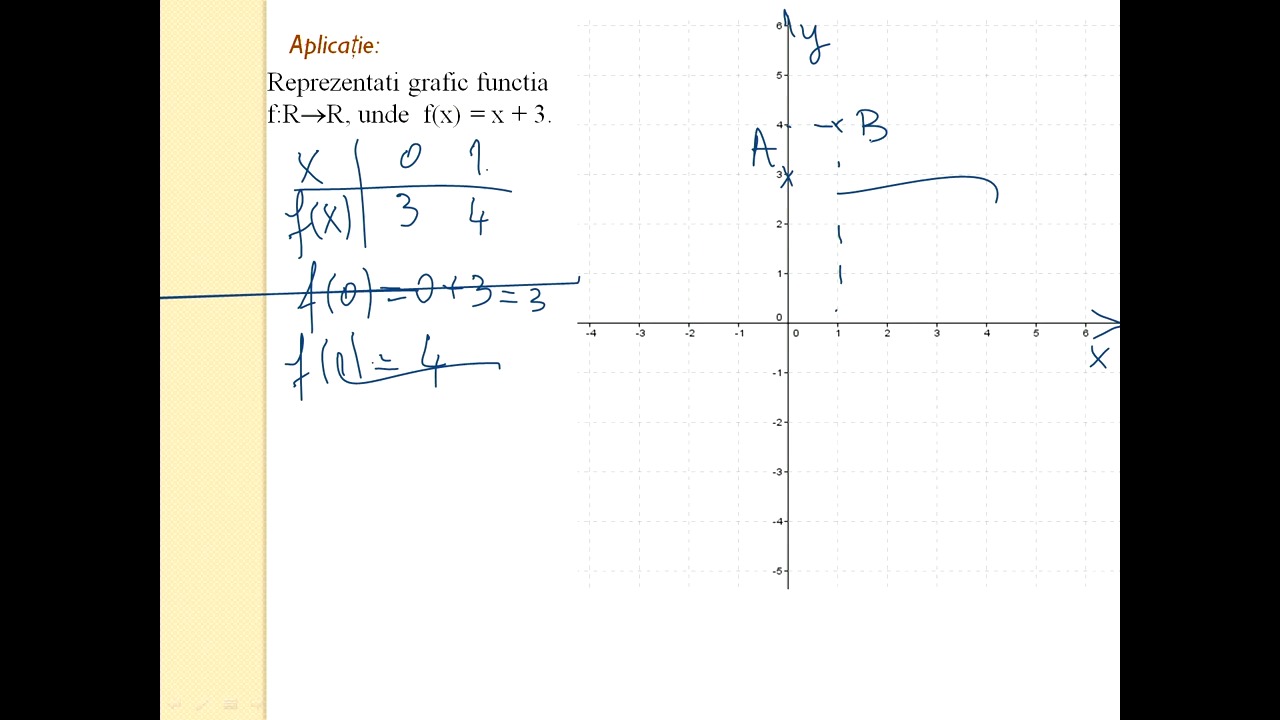 Aplicație:
Reprezentati grafic functia
f:R→R, unde f(x) = x + 3.
x 0 1
f(x) 3 4
f(0) = 0 + 3 = 3
f(1) = 4
y
6
5
4
3
2
1
0
-1
-2
-3
-4
-5
-4 -3 -2 -1 0 1 2 3 4 5 6
A
B
x